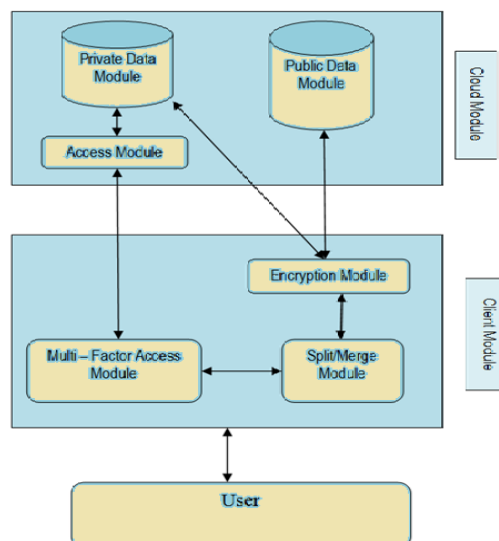 Private Data
Module
Public Data
Module
Cloud Module
Access Module
Encryption Module
Client Module
Multi – Factor Access
Module
Split/Merge
Module
User